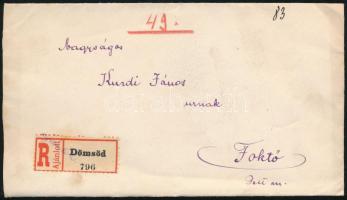 49.
83
Nagyságos
Kurdi János
urnak
R
Ajánlott
Dömsöd
796
Foktő